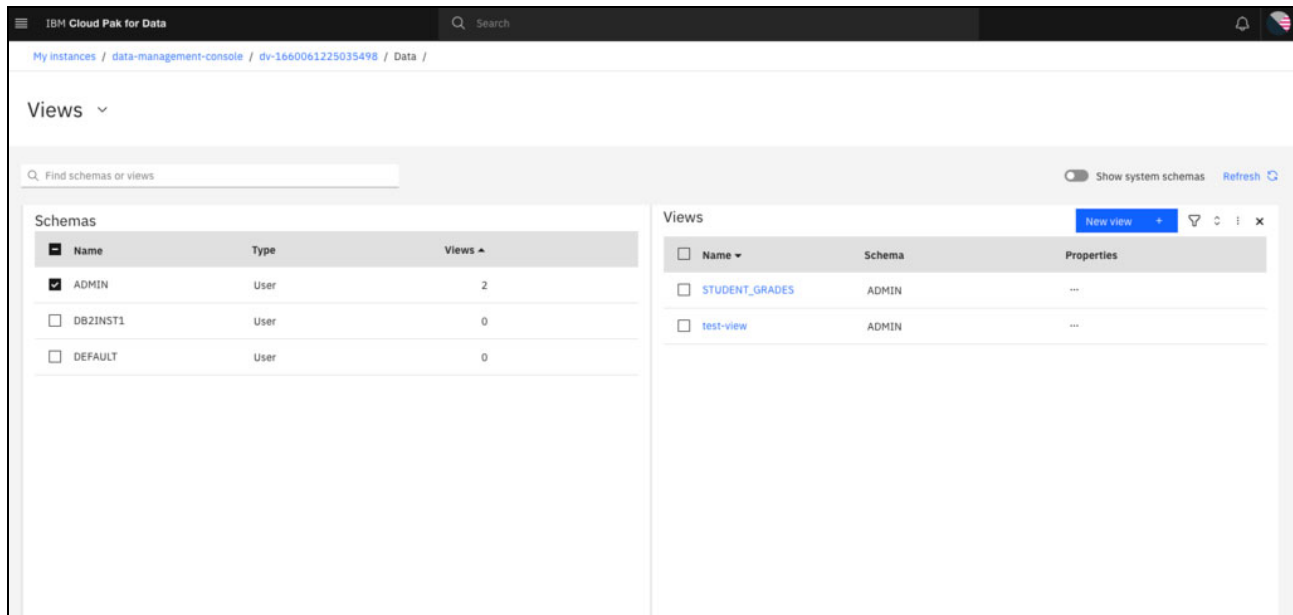 IBM Cloud Pak for Data
Search
My instances / data-management-console / dv-1660061225035498 / Data /
Views
Find schemas or views
Show system schemas Refresh
Schemas
Name Type Views
ADMIN User 2
DB2INST1 User 0
DEFAULT User 0
Views
New view +
Name Schema Properties
STUDENT_GRADES ADMIN ...
test-view ADMIN ...